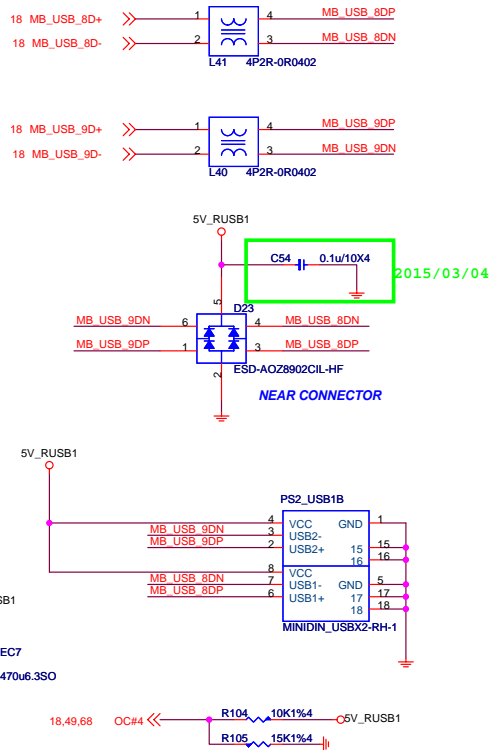 18 MB_USB_8D+ 1 4 MB_USB_8DP
18 MB_USB_8D- 2 3 MB_USB_8DN
L41 4P2R-0R0402
18 MB_USB_9D+ 1 4 MB_USB_9DP
18 MB_USB_9D- 2 3 MB_USB_9DN
L40 4P2R-0R0402
5V_RUSB1
C54 0.1u/10X4
2015/03/04
5 D23
MB_USB_9DN 6 4 MB_USB_8DN
MB_USB_9DP 1 3 MB_USB_8DP
2 ESD-AOZ8902CIL-HF
NEAR CONNECTOR
5V_RUSB1
PS2_USB1B
4 VCC GND 1
MB_USB_9DN 3 USB2-
MB_USB_9DP 2 USB2+ 15 15
16 16
8 VCC
MB_USB_8DN 7 USB1- GND 5
MB_USB_8DP 6 USB1+ 17 17
18 18
SB1
MINIDIN_USBX2-RH-1
EC7
470u6.3SO
18,49,68 OC#4 R104 10K1%4 5V_RUSB1
R105 15K1%4